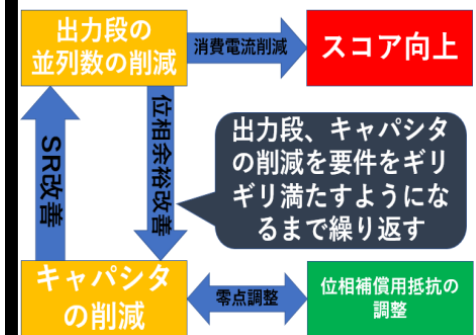 出力段の
並列数の削減
消費電流削減
スコア向上
SR改善
位相余裕改善
出力段、キャパシタ
の削減を要件をギリ
ギリ満たすようにな
るまで繰り返す
キャパシタ
の削減
零点調整
位相補償用抵抗の
調整